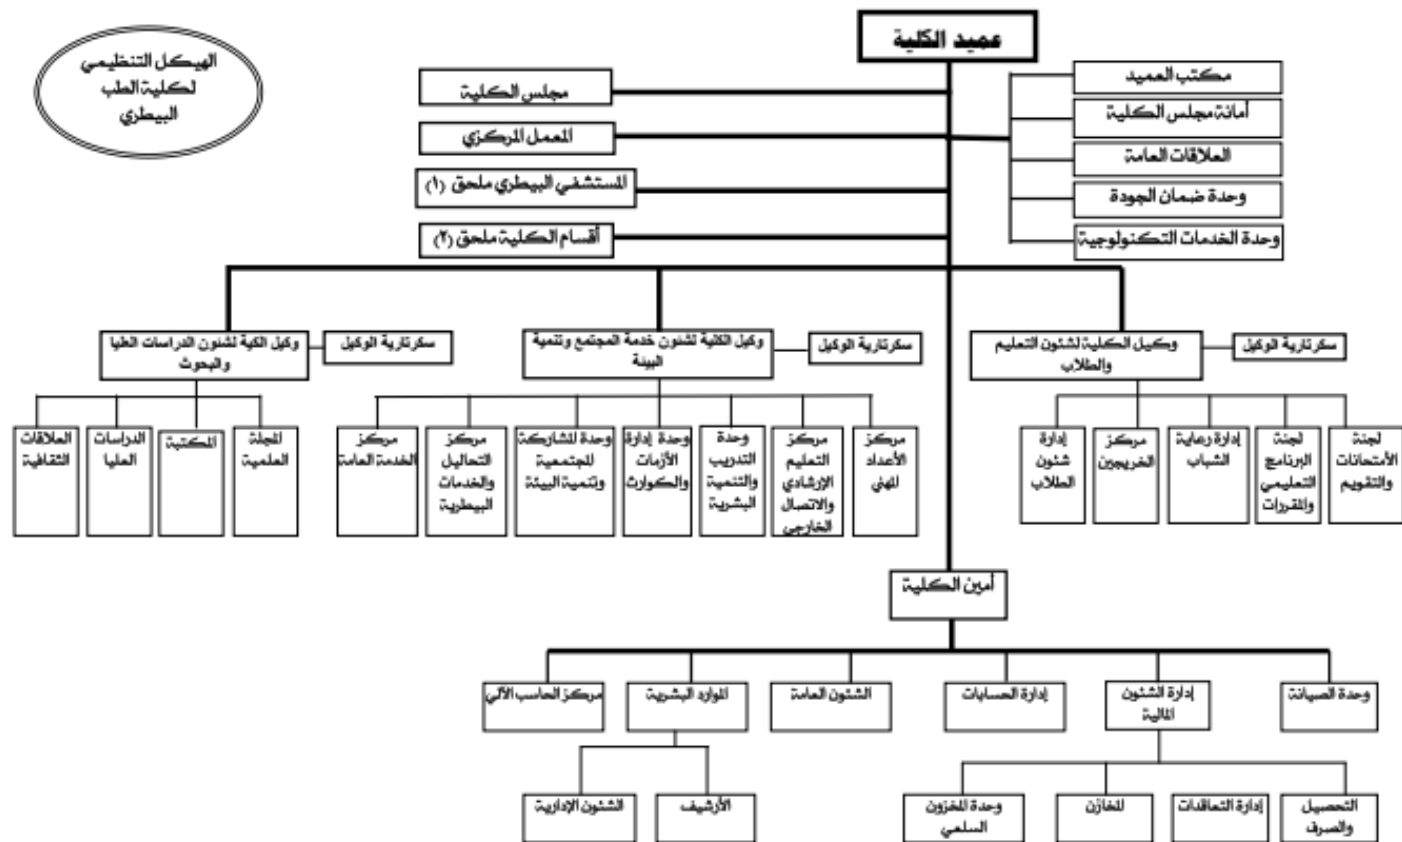 الهيكل التنظيمي
لكلية الطب
البيطري
عميد الكلية
مكتب العميد
أمانة مجلس الكلية
العلاقات العامة
وحدة ضمان الجودة
وحدة الخدمات التكنولوجية
مجلس الكلية
المعمل المركزي
المستشفي البيطري ملحق (١)
أقسام الكلية ملحق (٢)
سكرتارية الوكيل
وكيل الكلية لشئون التعليم
والطلاب
سكرتارية الوكيل
وكيل الكلية لشئون خدمة المجتمع وتنمية
البيئة
سكرتارية الوكيل
وكيل الكية لشئون الدراسات العليا
والبحوث
لجنة
الأمتحانات
والتقويم
لجنة
البرنامج
التعليمي
والمقررات
إدارة رعاية
الشباب
مركز
الخريجين
إدارة
شئون
الطلاب
مركز
الأعداد
المهني
مركز
التعليم
الإرشادي
والاتصال
الخارجي
وحدة
التدريب
والتنمية
البشرية
وحدة إدارة
الأزمات
والكوارث
وحدة المشاركة
المجتمعية
وتنمية البيئة
مركز
التحاليل
والخدمات
البيطرية
مركز
الخدمة العامة
المجلة
العلمية
المكتبة
الدراسات
العليا
العلاقات
الثقافية
أمين الكلية
وحدة الصيانة
إدارة الشئون
المالية
إدارة الحسابات
الشئون العامة
الموارد البشرية
مركز الحاسب الآلي
التحصيل
والصرف
إدارة التعاقدات
المخازن
وحدة المخزون
السلعي
الأرشيف
الشئون الإدارية